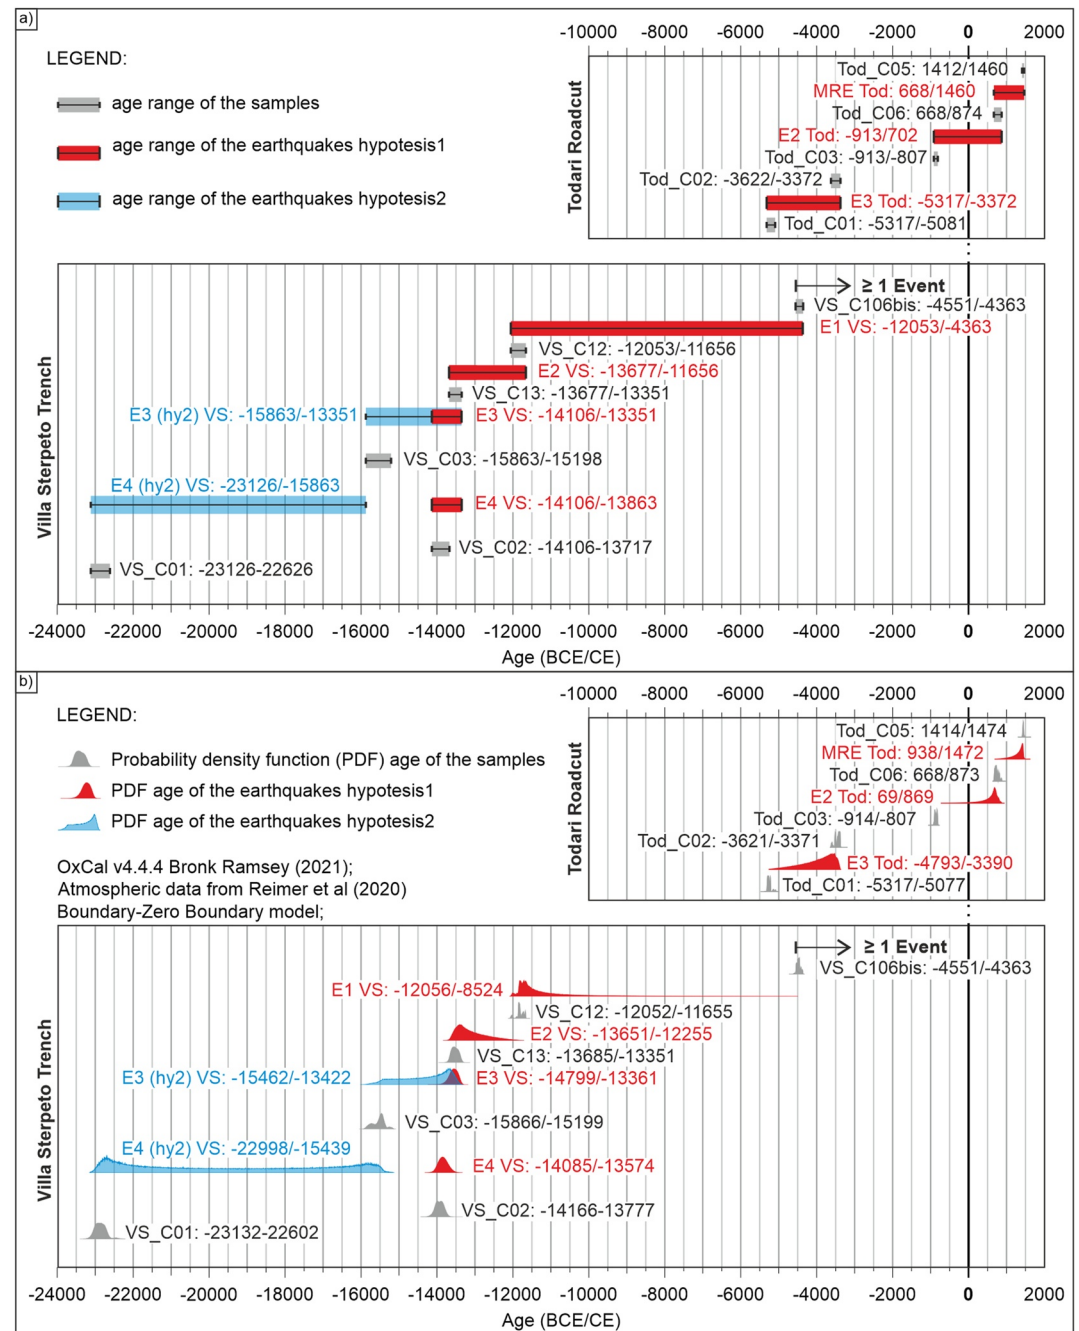 a)
LEGEND:
age range of the samples
age range of the earthquakes hypotesis1
age range of the earthquakes hypotesis2
-10000 -8000 -6000 -4000 -2000 0 2000
Todari Roadcut
Tod_C05: 1412/1460
MRE Tod: 668/1460
Tod_C06: 668/874
E2 Tod: -913/702
Tod_C03: -913/-807
Tod_C02: -3622/-3372
E3 Tod: -5317/-3372
Tod_C01: -5317/-5081
Villa Sterpeto Trench
≥ 1 Event
VS_C106bis: -4551/-4363
E1 VS: -12053/-4363
VS_C12: -12053/-11656
E2 VS: -13677/-11656
VS_C13: -13677/-13351
E3 (hy2) VS: -15863/-13351
E3 VS: -14106/-13351
VS_C03: -15863/-15198
E4 (hy2) VS: -23126/-15863
E4 VS: -14106/-13863
VS_C02: -14106-13717
VS_C01: -23126-22626
-24000 -22000 -20000 -18000 -16000 -14000 -12000 -10000 -8000 -6000 -4000 -2000 0 2000
Age (BCE/CE)
b)
LEGEND:
Probability density function (PDF) age of the samples
PDF age of the earthquakes hypotesis1
PDF age of the earthquakes hypotesis2
OxCal v4.4.4 Bronk Ramsey (2021);
Atmospheric data from Reimer et al (2020)
Boundary-Zero Boundary model;
-10000 -8000 -6000 -4000 -2000 0 2000
Todari Roadcut
Tod_C05: 1414/1474
MRE Tod: 938/1472
Tod_C06: 668/873
E2 Tod: 69/869
Tod_C03: -914/-807
Tod_C02: -3621/-3371
E3 Tod: -4793/-3390
Tod_C01: -5317/-5077
Villa Sterpeto Trench
≥ 1 Event
VS_C106bis: -4551/-4363
E1 VS: -12056/-8524
VS_C12: -12052/-11655
E2 VS: -13651/-12255
VS_C13: -13685/-13351
E3 (hy2) VS: -15462/-13422
E3 VS: -14799/-13361
VS_C03: -15866/-15199
E4 (hy2) VS: -22998/-15439
E4 VS: -14085/-13574
VS_C02: -14166-13777
VS_C01: -23132-22602
-24000 -22000 -20000 -18000 -16000 -14000 -12000 -10000 -8000 -6000 -4000 -2000 0 2000
Age (BCE/CE)